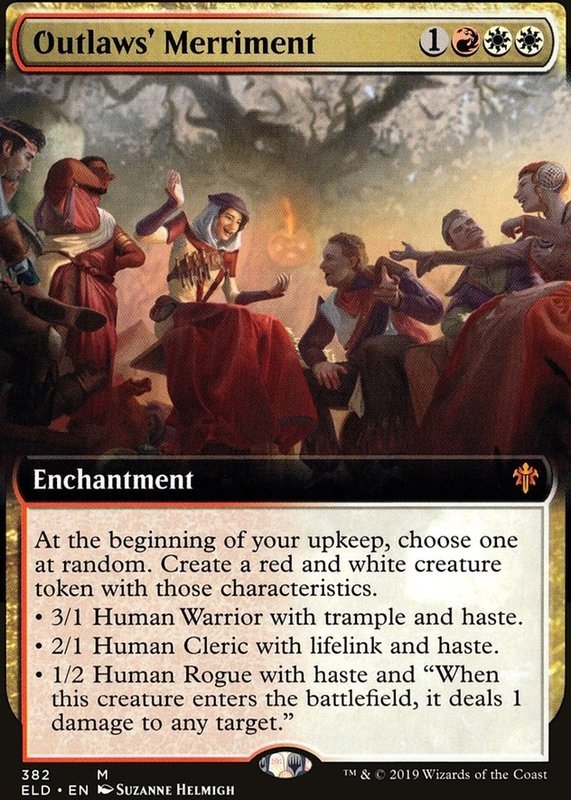 Outlaws' Merriment 1
Enchantment
At the beginning of your upkeep, choose one
at random. Create a red and white creature
token with those characteristics.
• 3/1 Human Warrior with trample and haste.
• 2/1 Human Cleric with lifelink and haste.
• 1/2 Human Rogue with haste and “When
this creature enters the battlefield, it deals 1
damage to any target.”
382 M
ELD • EN SUZANNE HELMIGH
™ & © 2019 Wizards of the Coast